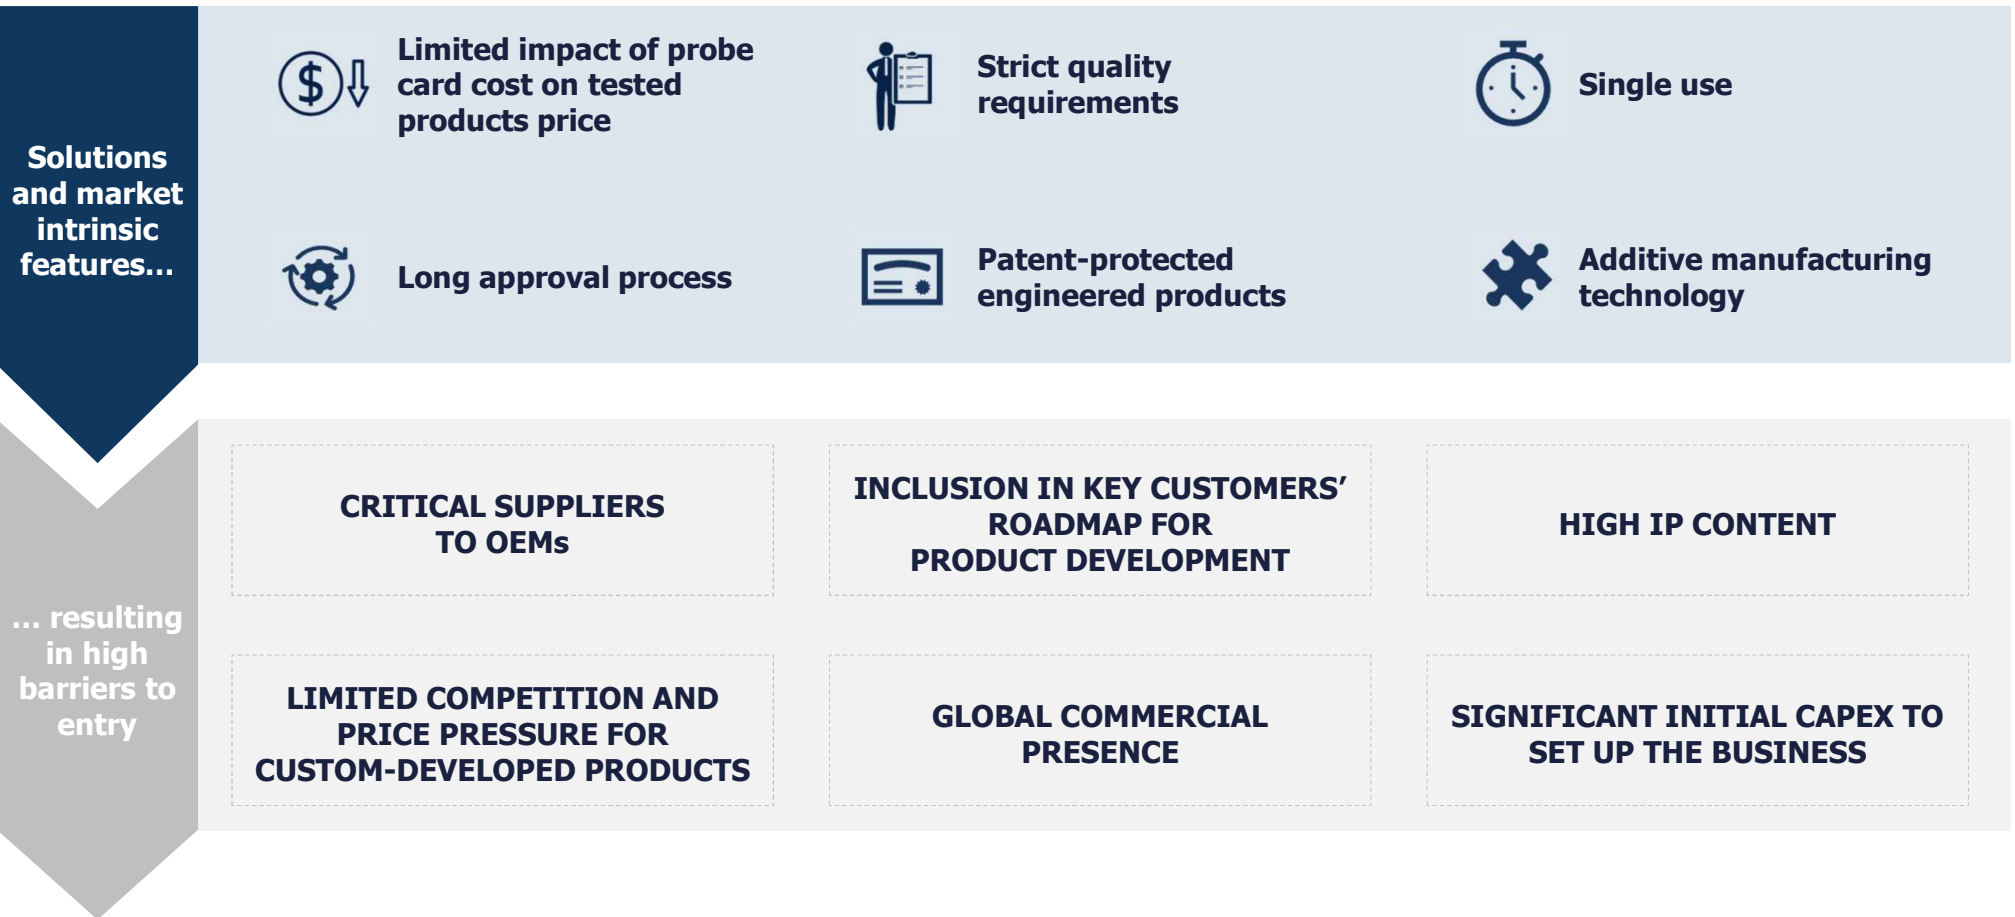 Solutions
and market
intrinsic
features...
Limited impact of probe
card cost on tested
products price
Strict quality
requirements
Single use
Long approval process
Patent-protected
engineered products
Additive manufacturing
technology
... resulting
in high
barriers to
entry
CRITICAL SUPPLIERS
TO OEMs
INCLUSION IN KEY CUSTOMERS’
ROADMAP FOR
PRODUCT DEVELOPMENT
HIGH IP CONTENT
LIMITED COMPETITION AND
PRICE PRESSURE FOR
CUSTOM-DEVELOPED PRODUCTS
GLOBAL COMMERCIAL
PRESENCE
SIGNIFICANT INITIAL CAPEX TO
SET UP THE BUSINESS